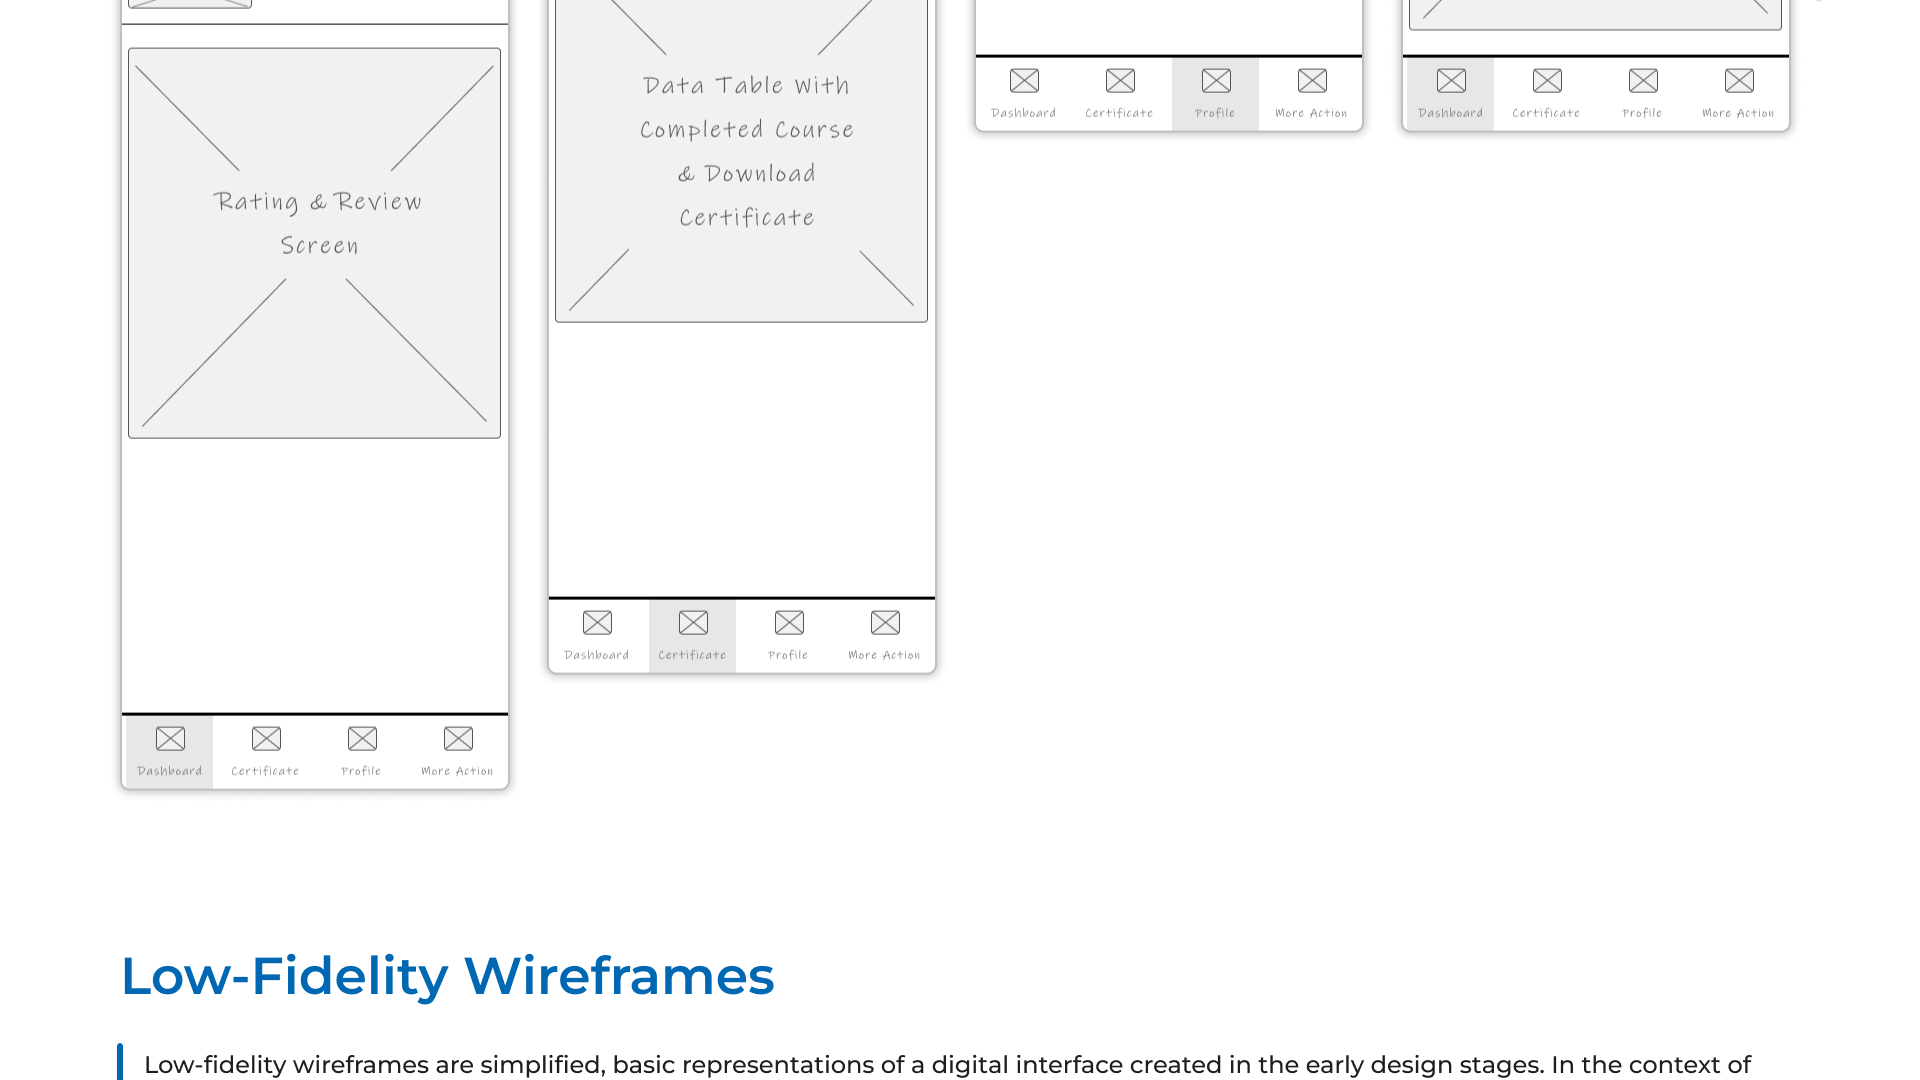 Rating & Review
Screen
Dashboard Certificate Profile More Action
Data Table With
Completed Course
& Download
Certificate
Dashboard Certificate Profile More Action
Dashboard Certificate Profile More Action
Dashboard Certificate Profile More Action
Low-Fidelity Wireframes
Low-fidelity wireframes are simplified, basic representations of a digital interface created in the early design stages. In the context of